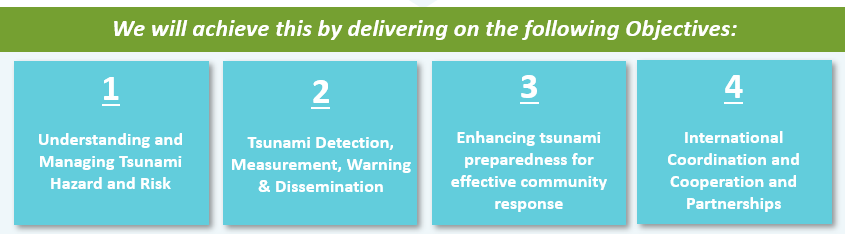 We will achieve this by delivering on the following Objectives:
1
Understanding and
Managing Tsunami
Hazard and Risk
2
Tsunami Detection,
Measurement, Warning
& Dissemination
3
Enhancing tsunami
preparedness for
effective community
response
4
International
Coordination and
Cooperation and
Partnerships